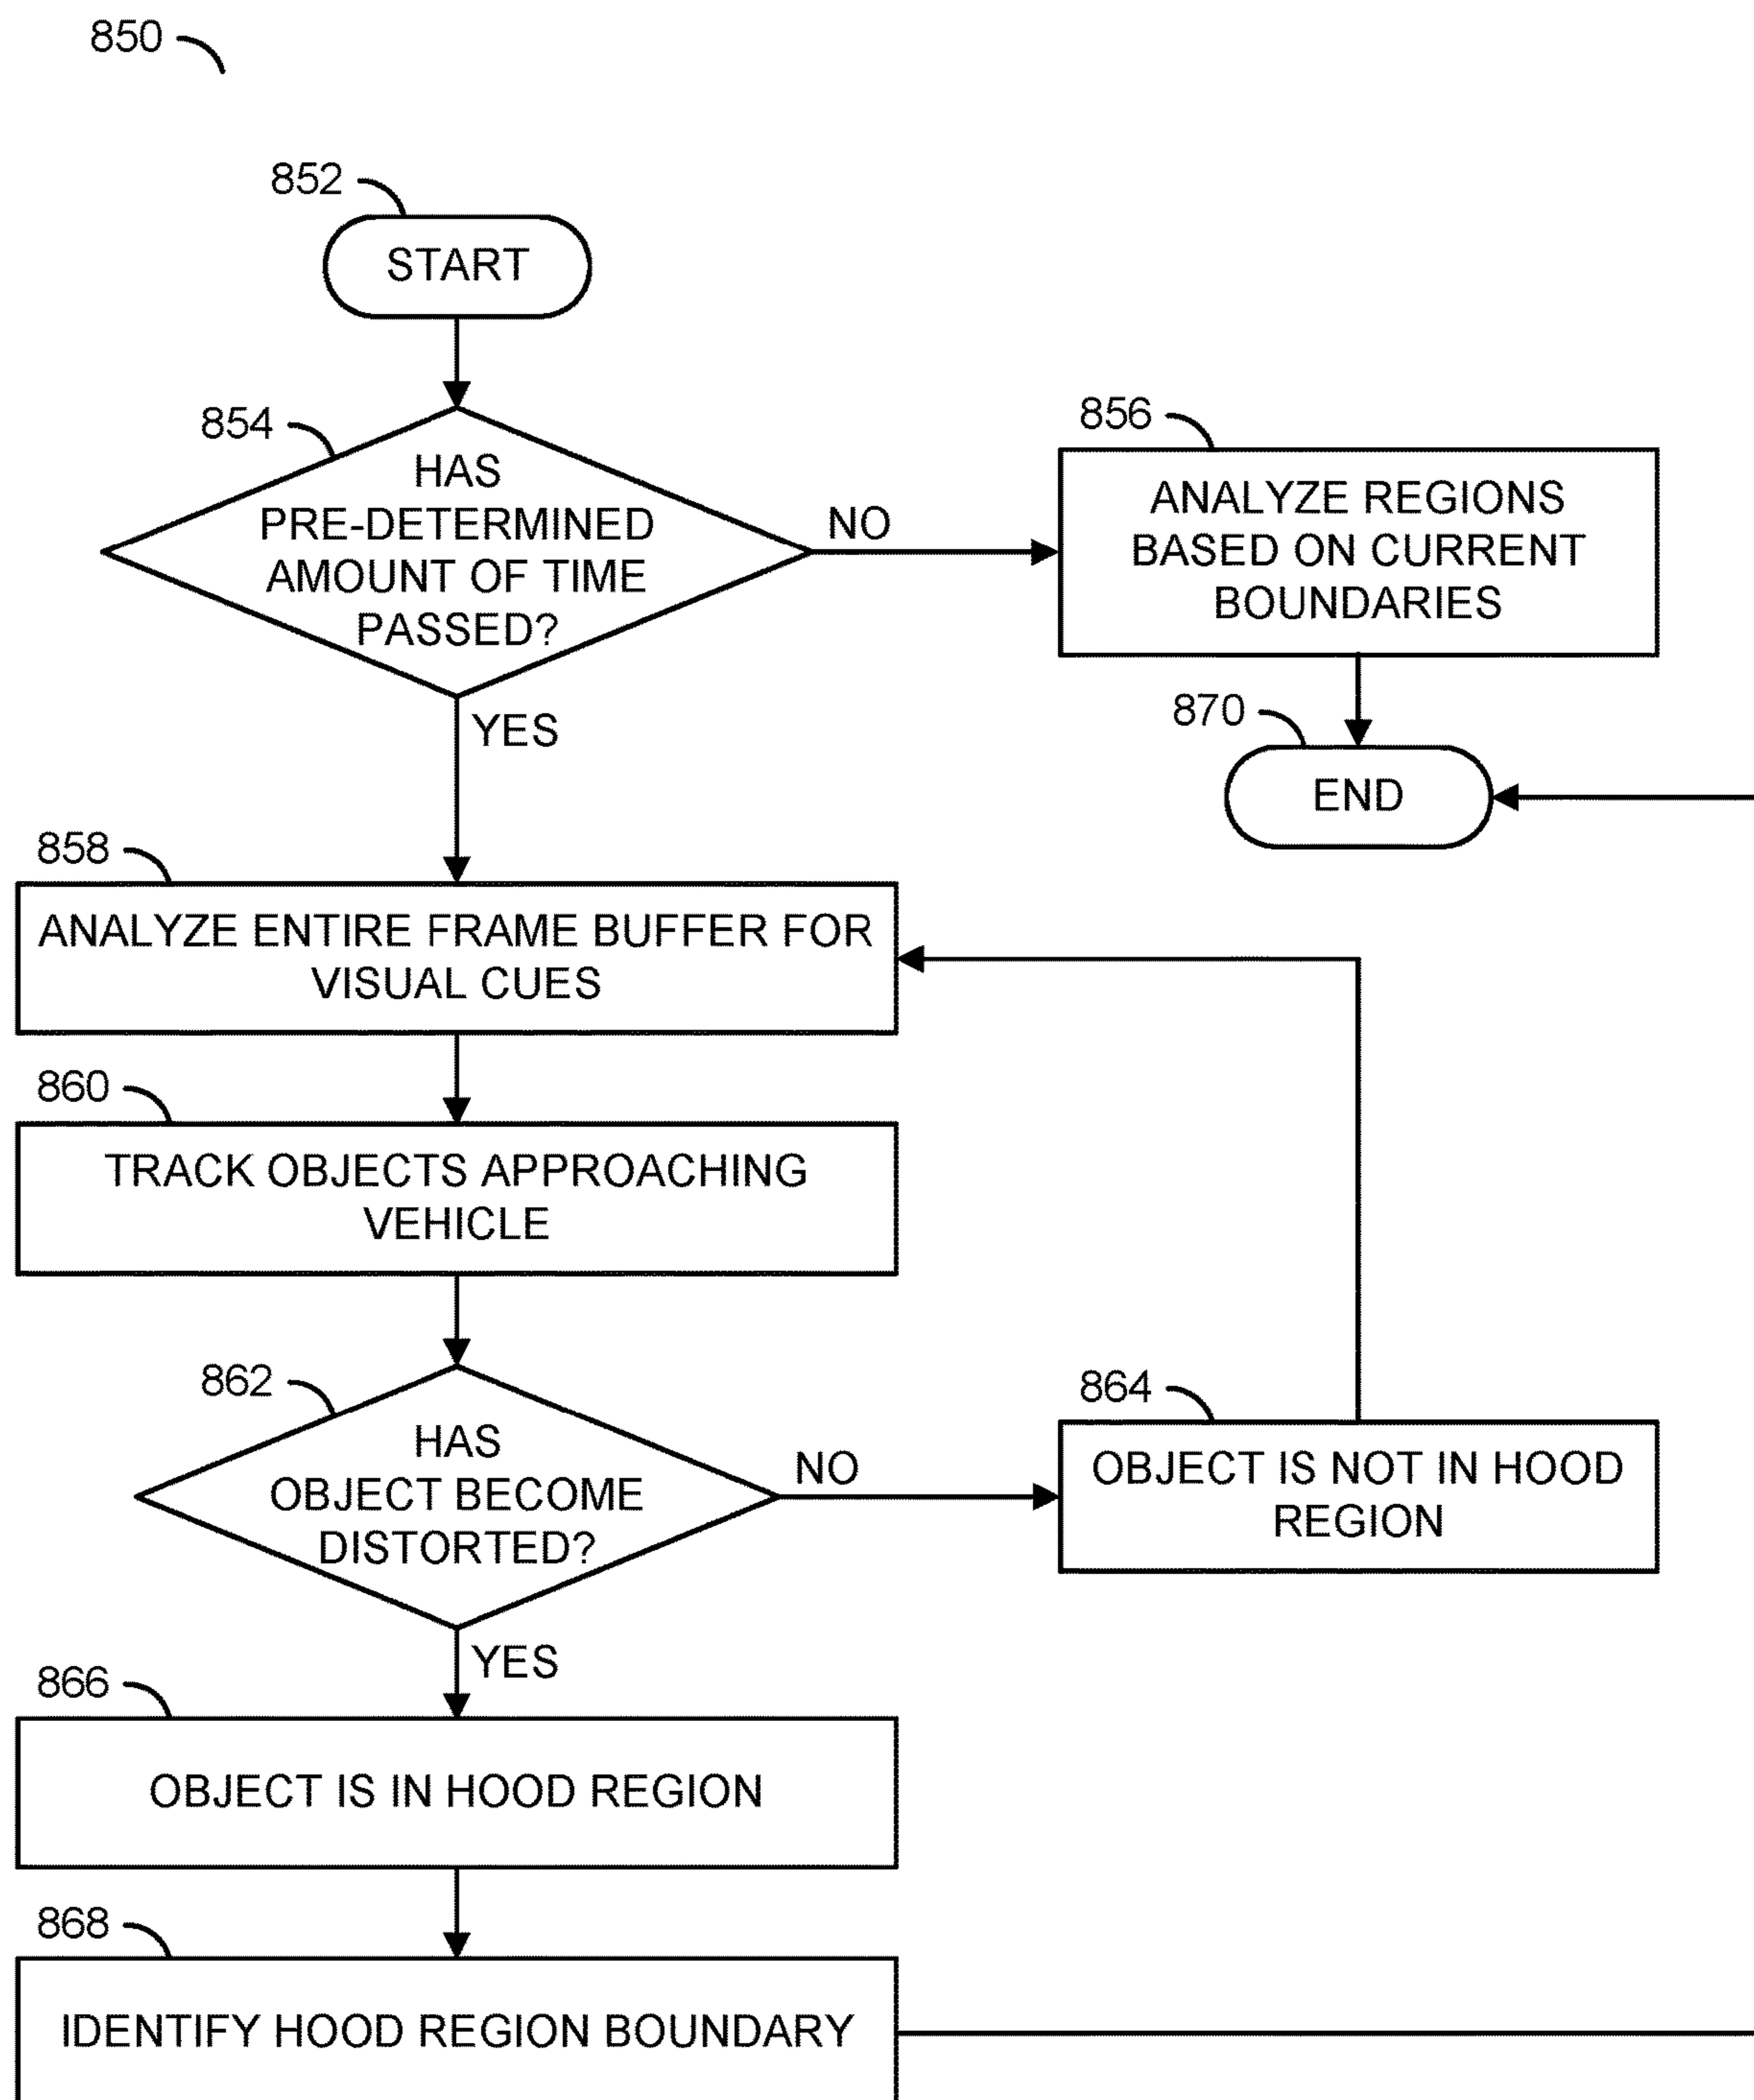 850
852
START
854
HAS
PRE-DETERMINED
AMOUNT OF TIME
PASSED?
NO
856
ANALYZE REGIONS
BASED ON CURRENT
BOUNDARIES
YES
870
END
858
ANALYZE ENTIRE FRAME BUFFER FOR
VISUAL CUES
860
TRACK OBJECTS APPROACHING
VEHICLE
862
HAS
OBJECT BECOME
DISTORTED?
NO
864
OBJECT IS NOT IN HOOD
REGION
YES
866
OBJECT IS IN HOOD REGION
868
IDENTIFY HOOD REGION BOUNDARY